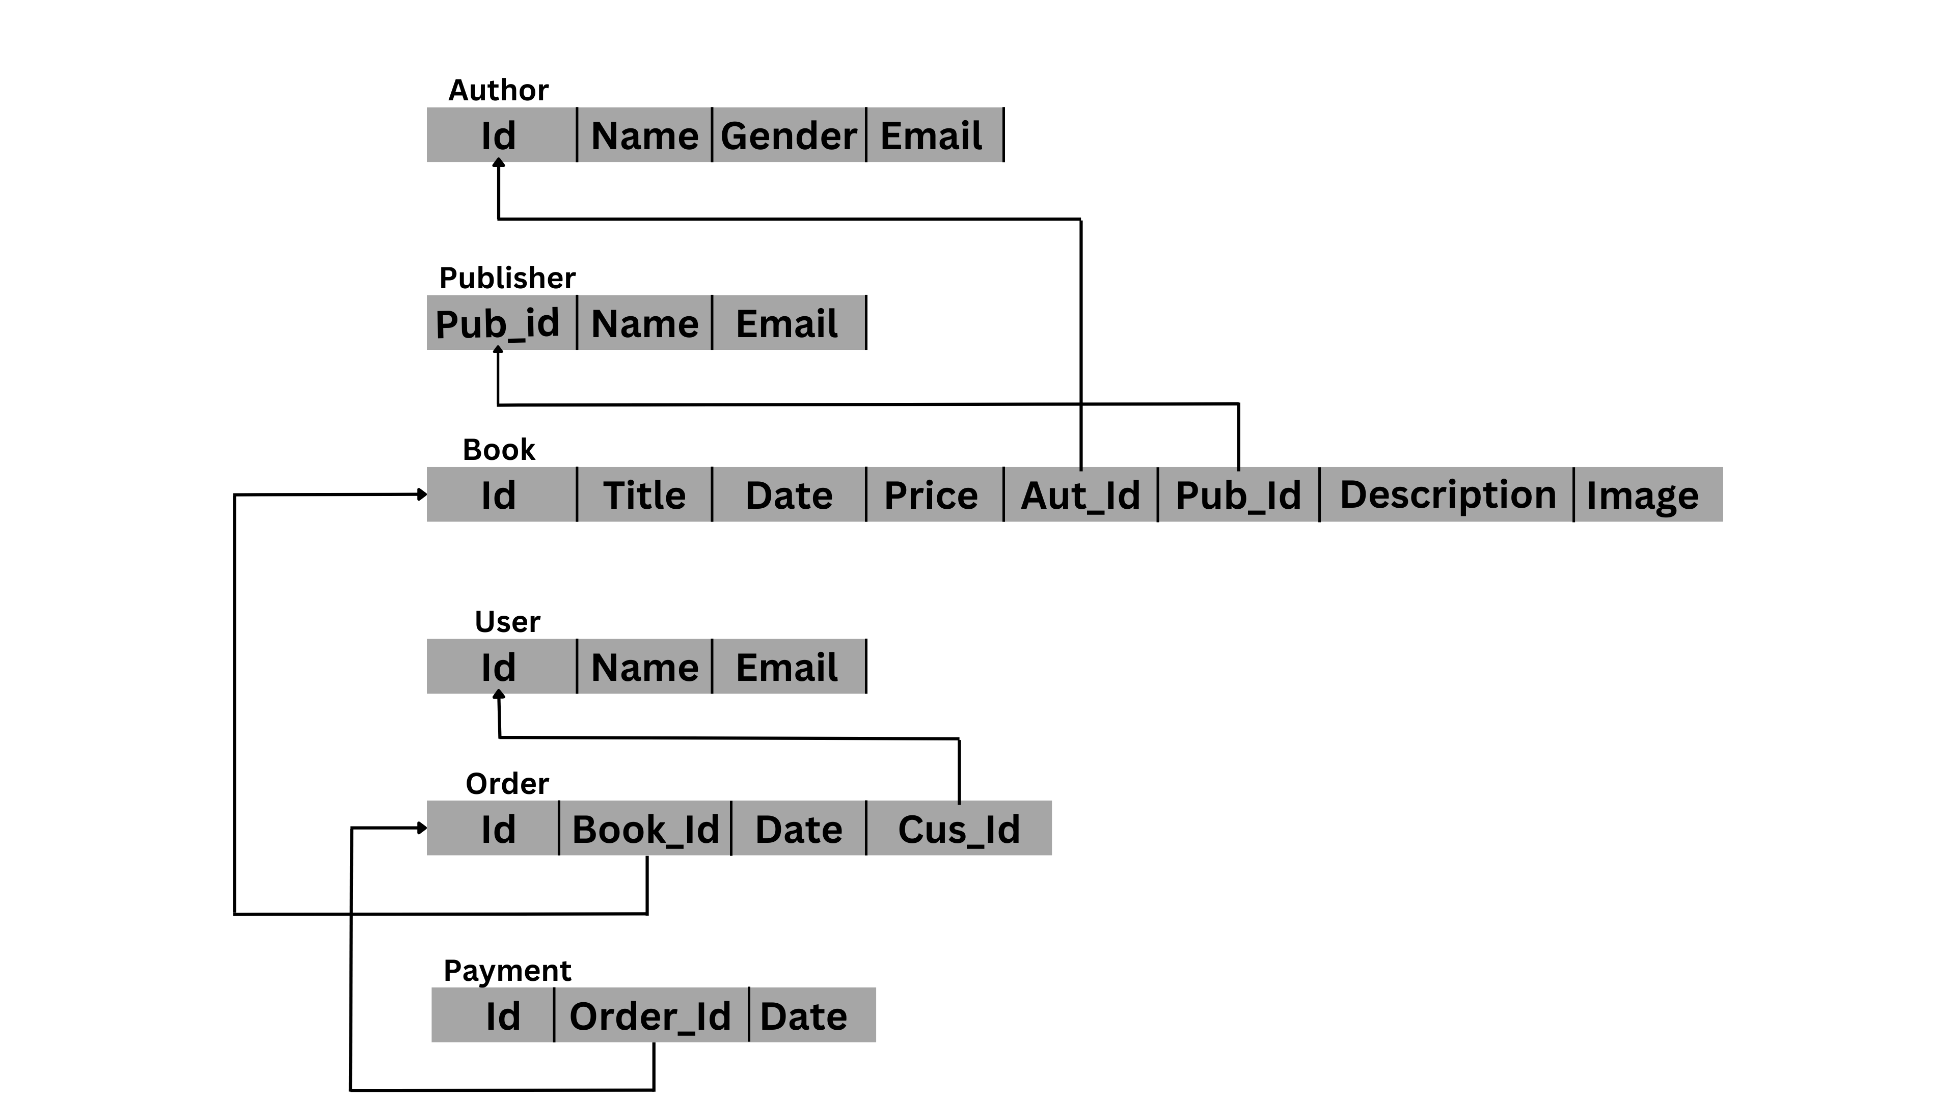 Author
Id Name Gender Email
Publisher
Pub_id Name Email
Book
Id Title Date Price Aut_Id Pub_Id Description Image
User
Id Name Email
Order
Id Book_Id Date Cus_Id
Payment
Id Order_Id Date